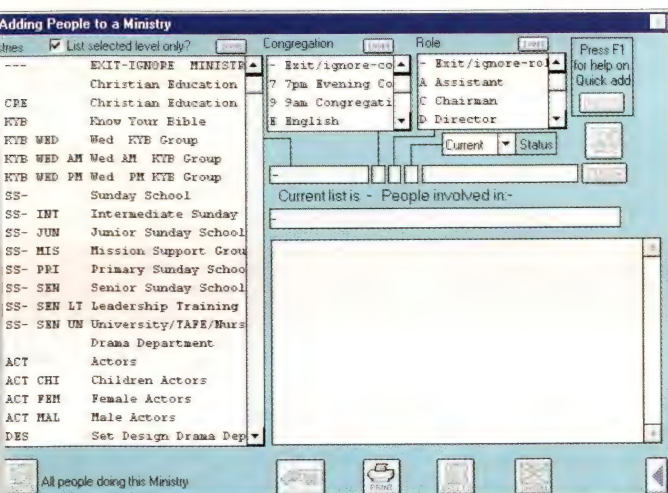 Adding People to a Ministry
stries List selected level only?
--- EXIT-IGNORE MINISTR
Christian Education
CPE Christian Education
KYB Know Your Bible
KYB WED Wed KYB Group
KYB WED AM Wed AM KYB Group
KYB WED PM Wed PM KYB Group
SS- Sunday School
SS- INT Intermediate Sunday
SS- JUN Junior Sunday School
SS- MIS Mission Support Grou
SS- PRI Primary Sunday Schoo
SS- SEN Senior Sunday School
SS- SEN LT Leadership Training
SS- SEN UN University/TAFE/Nurs
Drama Department
ACT Actors
ACT CHI Children Actors
ACT FEM Female Actors
ACT MAL Male Actors
DES Set Design Drama Dep
Congregation
- Exit/ignore-co
7 7pm Evening Co
9 9am Congregati
E English
Role
- Exit/ignore-rol
A Assistant
C Chairman
D Director
Press F1
for help on
Quick add
Current Status
-
Current list is - People involved in:-
-
All people doing this Ministry
PRINT